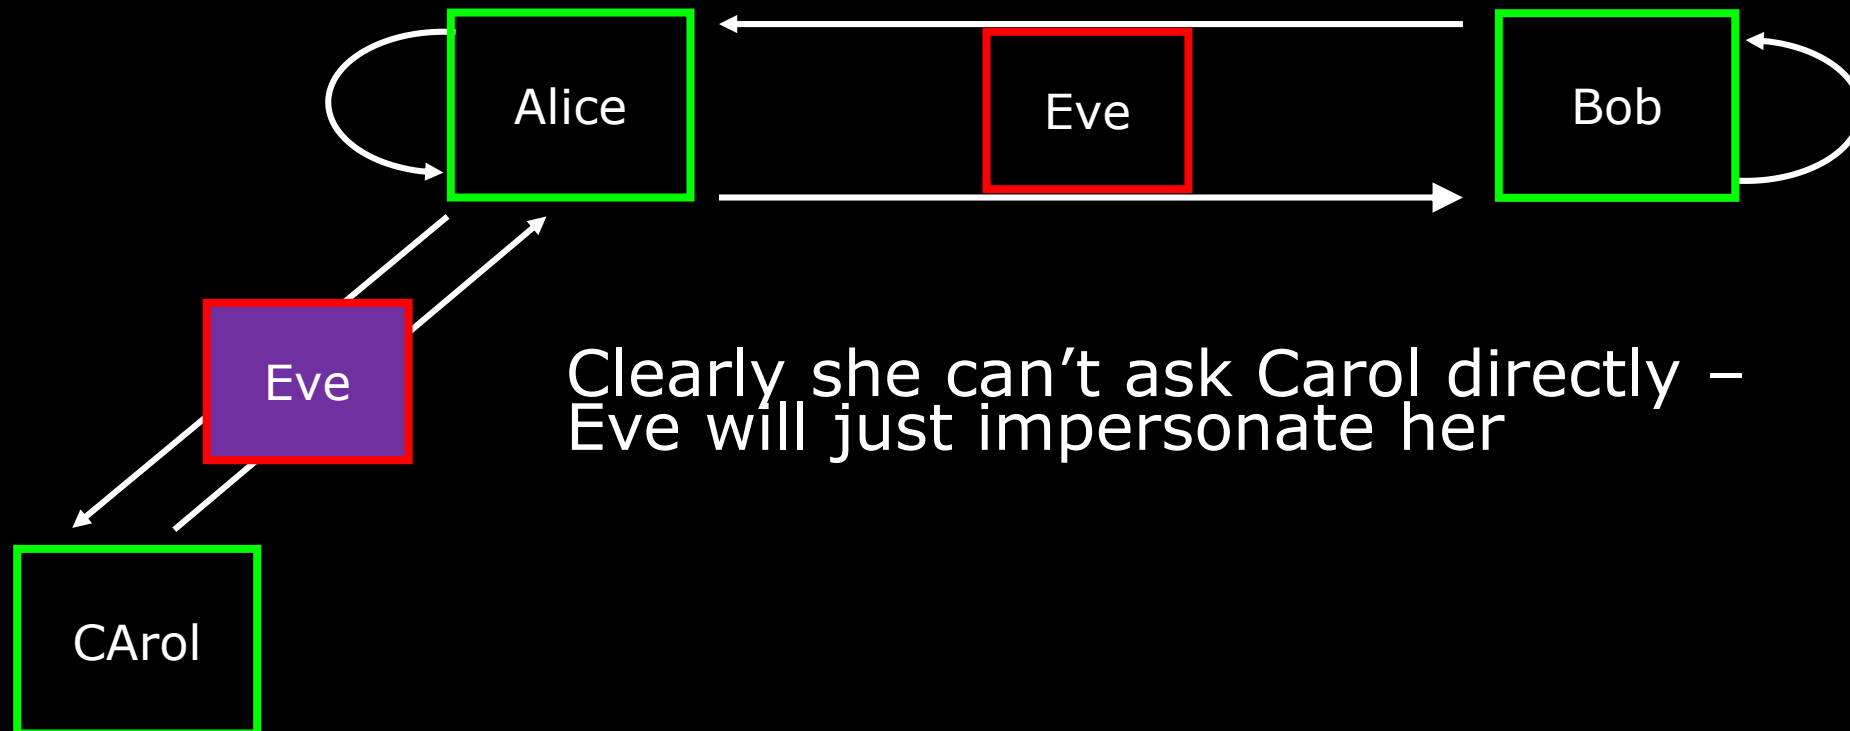 Alice
Eve
Bob
Eve
Clearly she can’t ask Carol directly –
Eve will just impersonate her
CArol